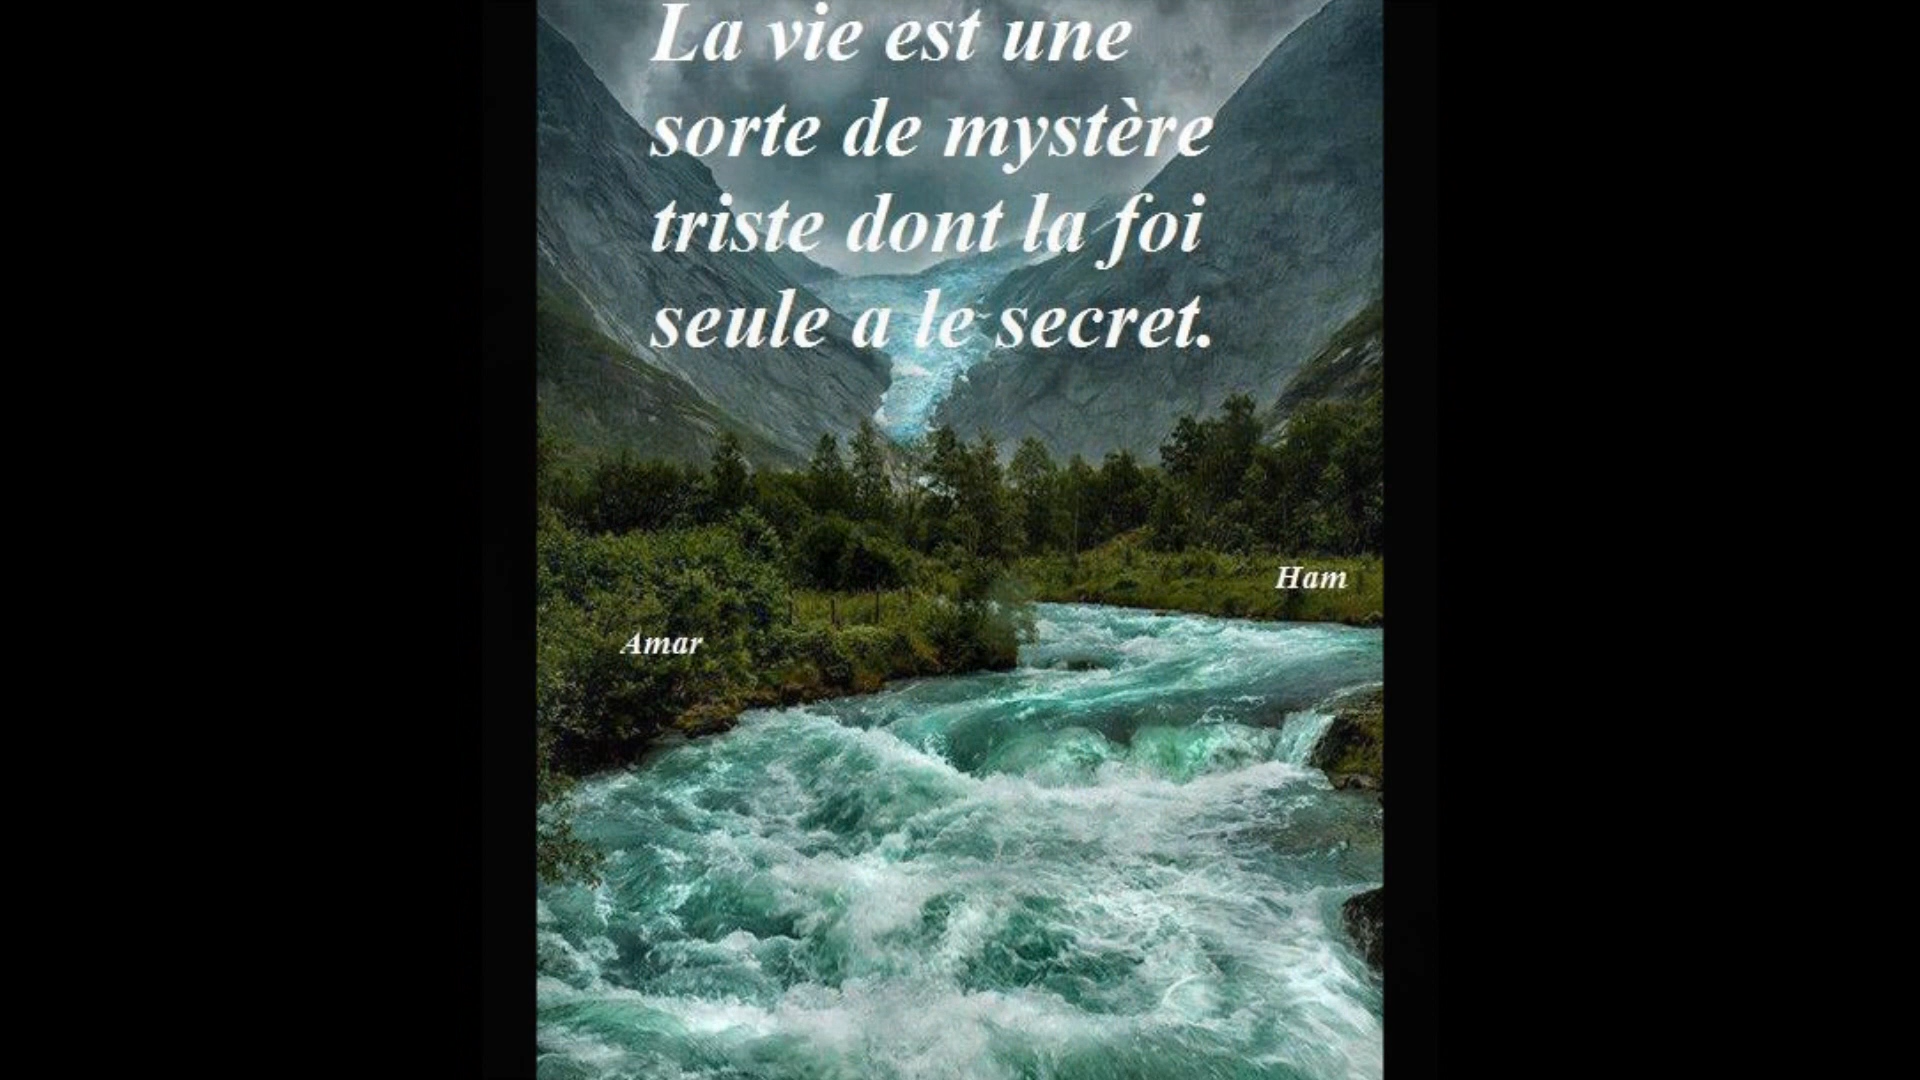 La vie est une
sorte de mystère
triste dont la foi
seule a le secret.
Ham
Amar